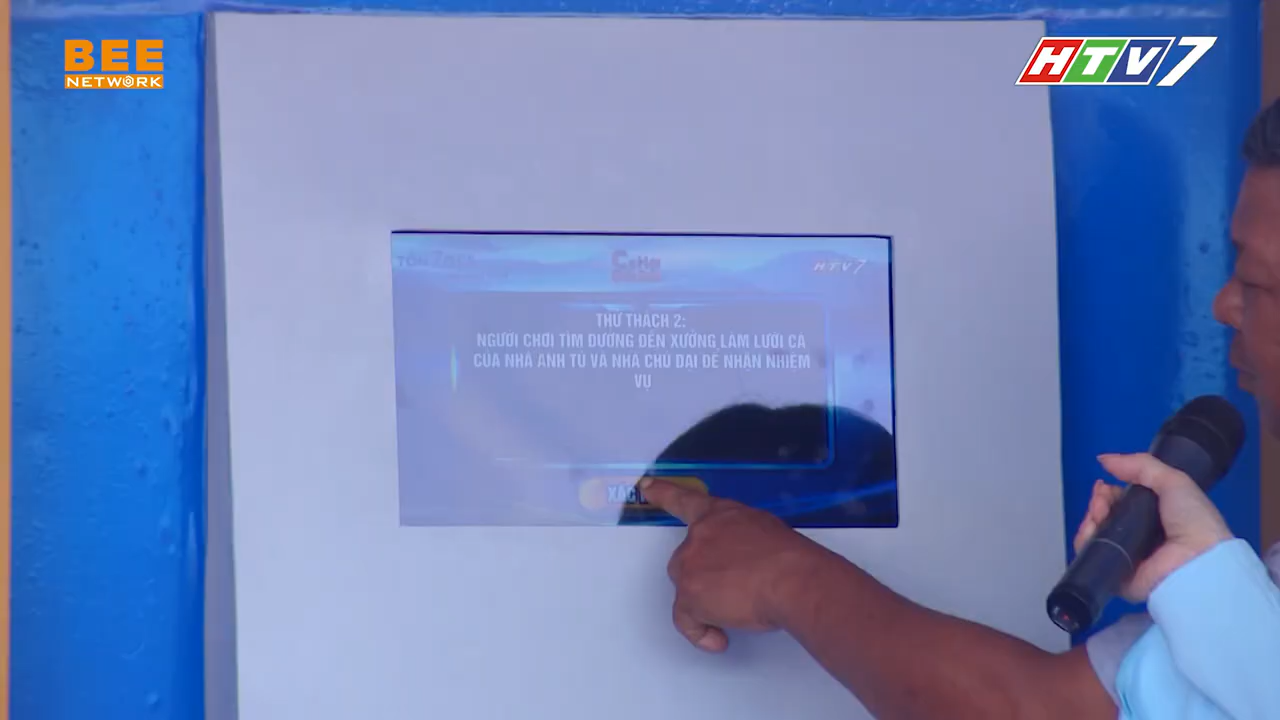 BEE
NETWORK
HTV7
HTV7
THỬ THÁCH 2:
NGƯỜI CHƠI TÌM ĐƯỜNG ĐẾN XƯỞNG LÀM LƯỚI CÁ
CỦA NHÀ ANH TÚ VÀ NHÀ CHÚ ĐẠI ĐỂ NHẬN NHIỆM
VỤ
XÁC